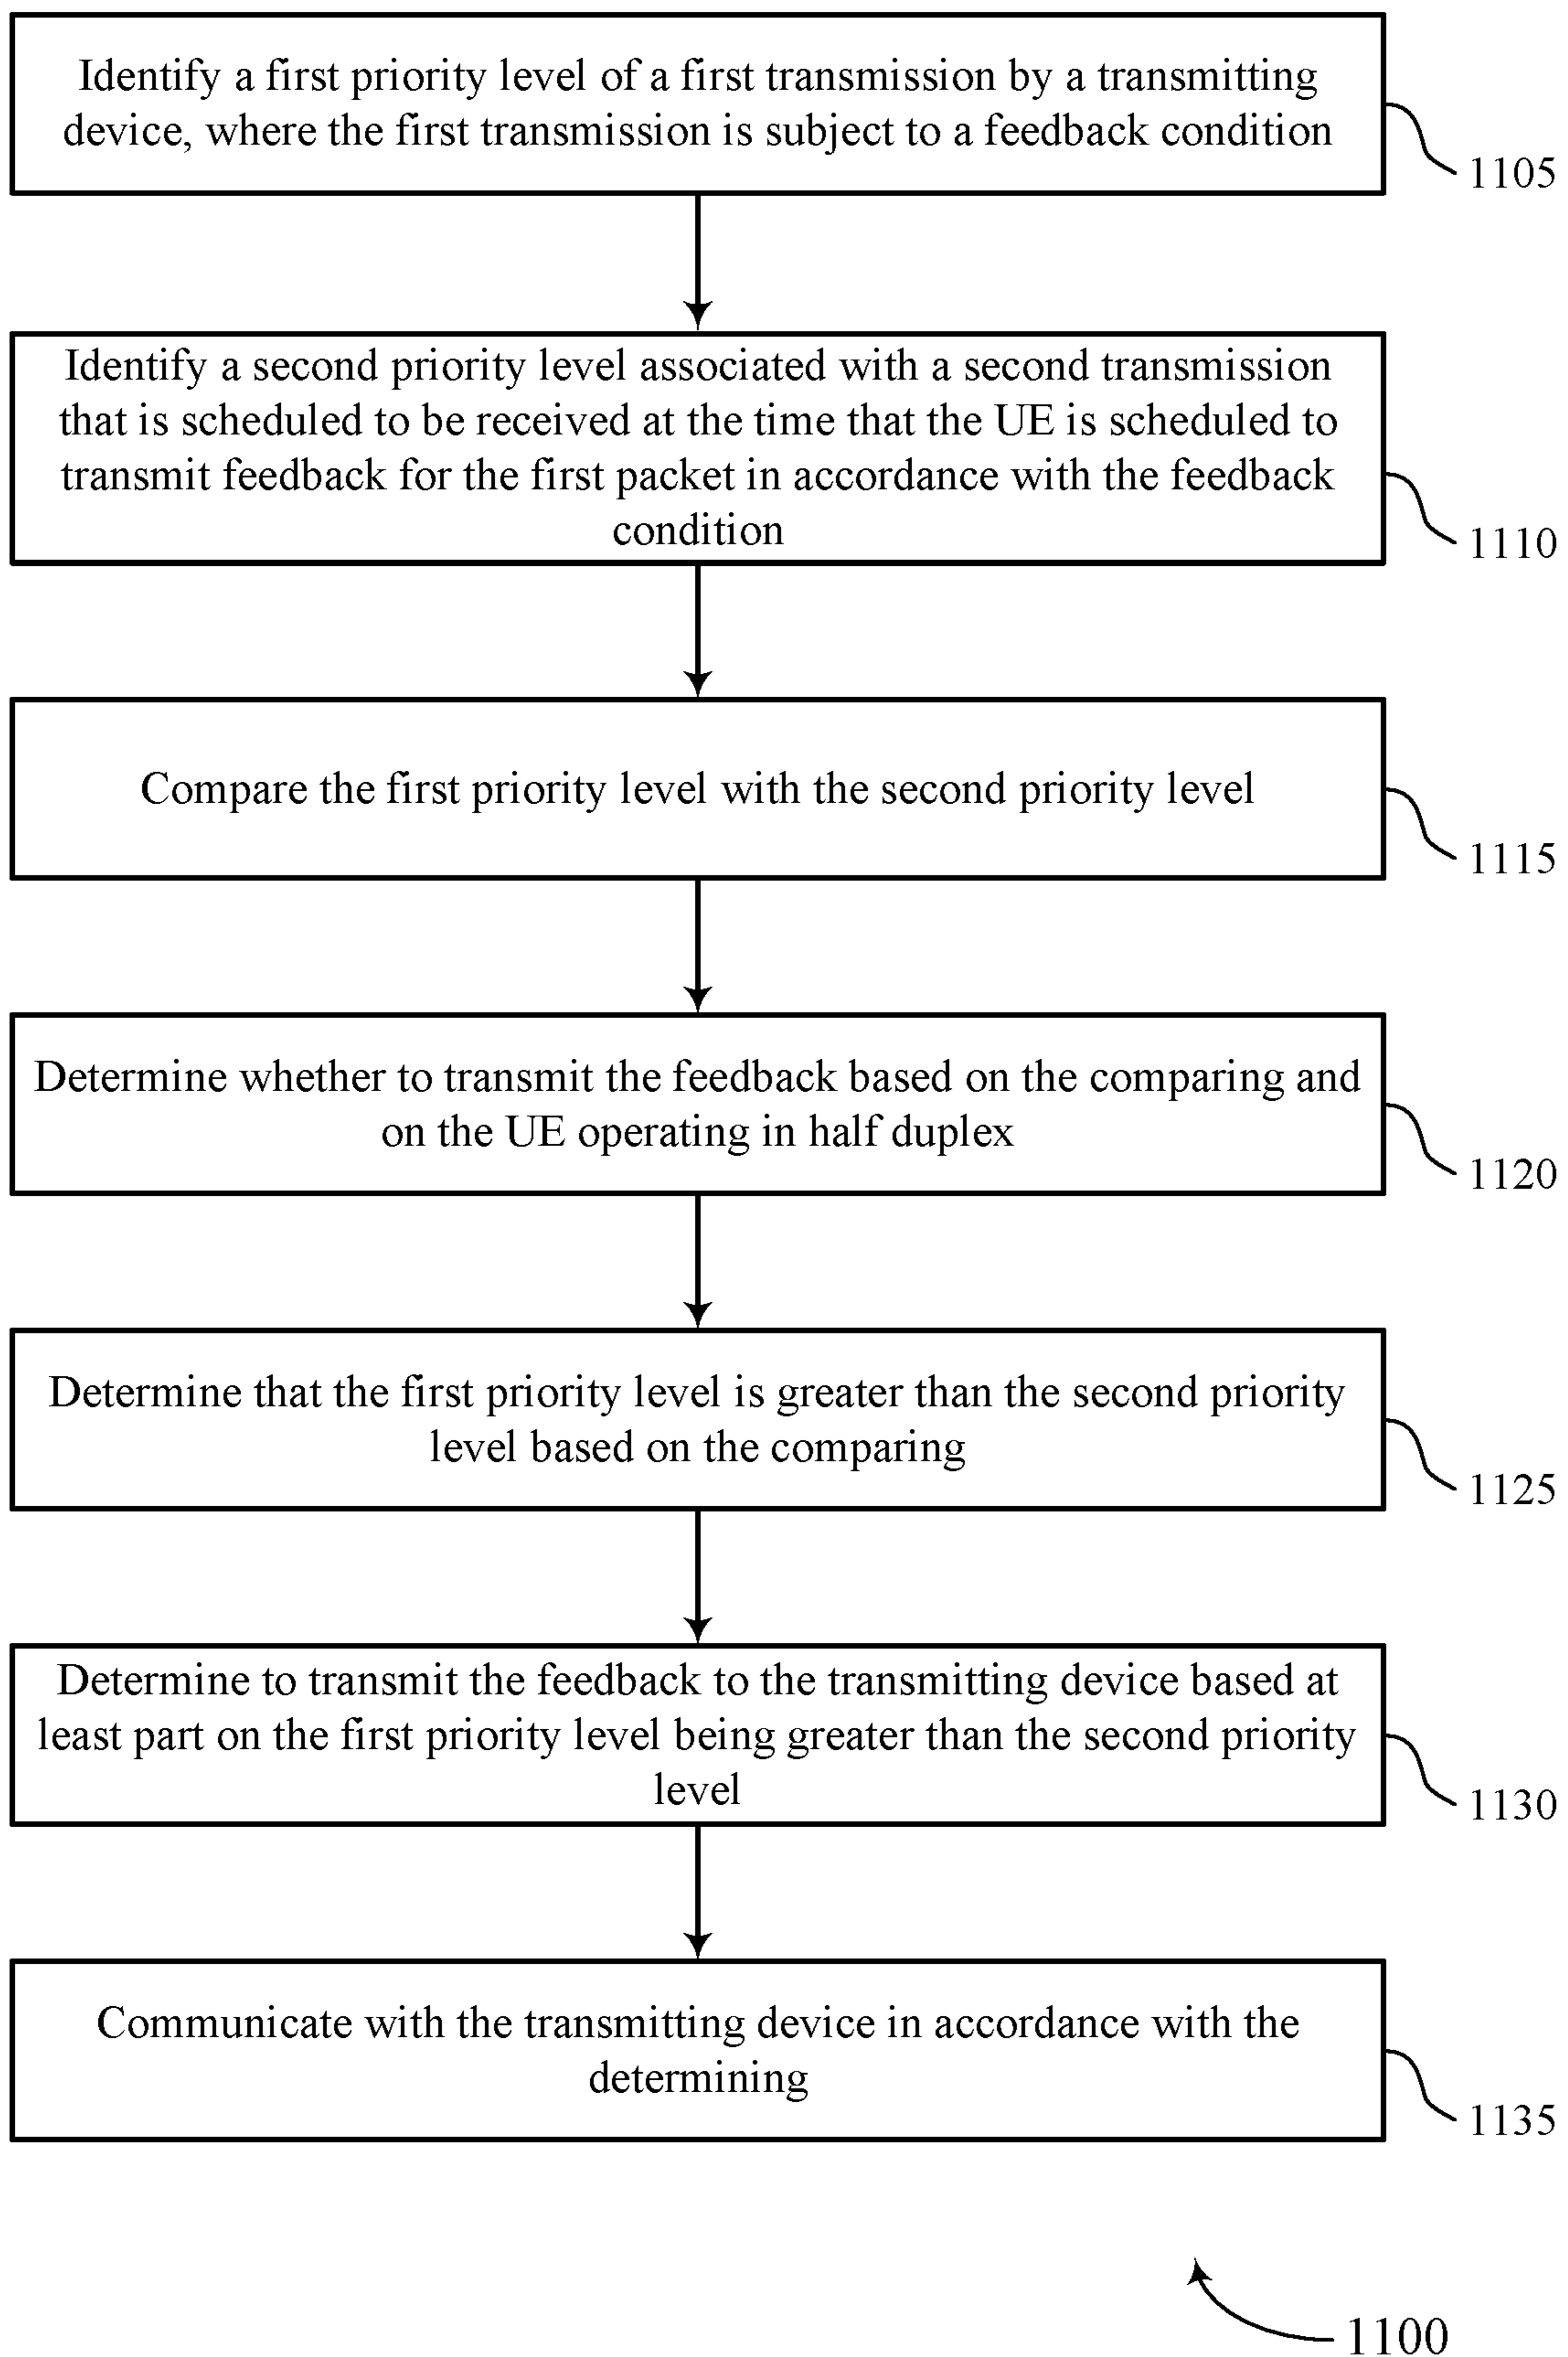 Identify a first priority level of a first transmission by a transmitting
device, where the first transmission is subject to a feedback condition
1105
Identify a second priority level associated with a second transmission
that is scheduled to be received at the time that the UE is scheduled to
transmit feedback for the first packet in accordance with the feedback
condition
1110
Compare the first priority level with the second priority level
1115
Determine whether to transmit the feedback based on the comparing and
on the UE operating in half duplex
1120
Determine that the first priority level is greater than the second priority
level based on the comparing
1125
Determine to transmit the feedback to the transmitting device based at
least part on the first priority level being greater than the second priority
level
1130
Communicate with the transmitting device in accordance with the
determining
1135
1100